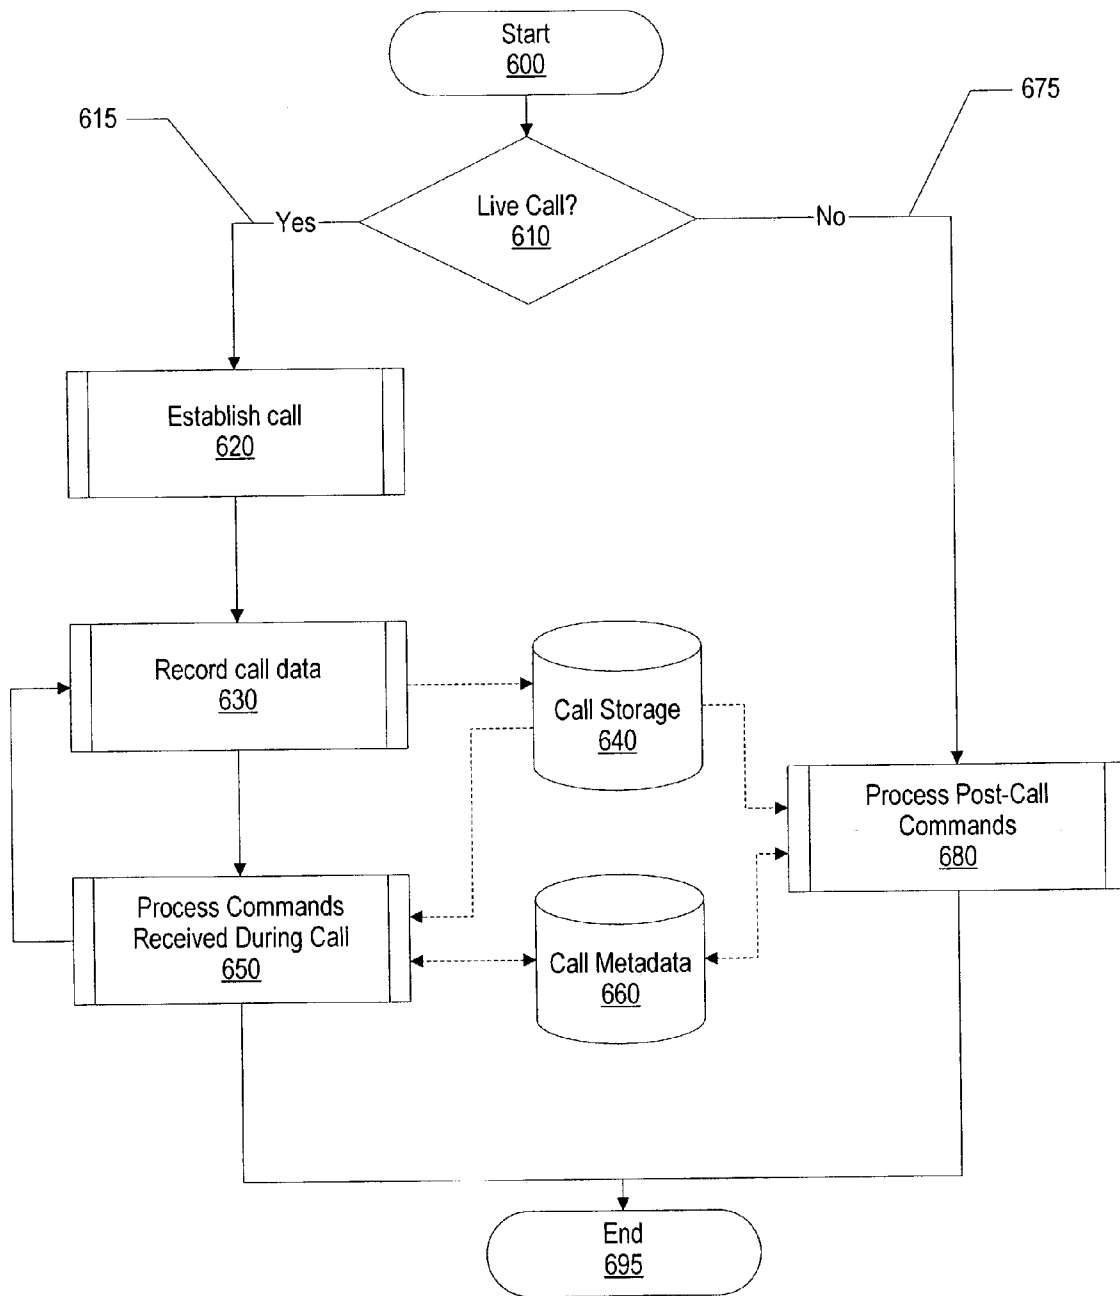 Start
600
615
675
Live Call?
610
Yes
No
Establish call
620
Record call data
630
Call Storage
640
Process Post-Call
Commands
680
Process Commands
Received During Call
650
Call Metadata
660
End
695